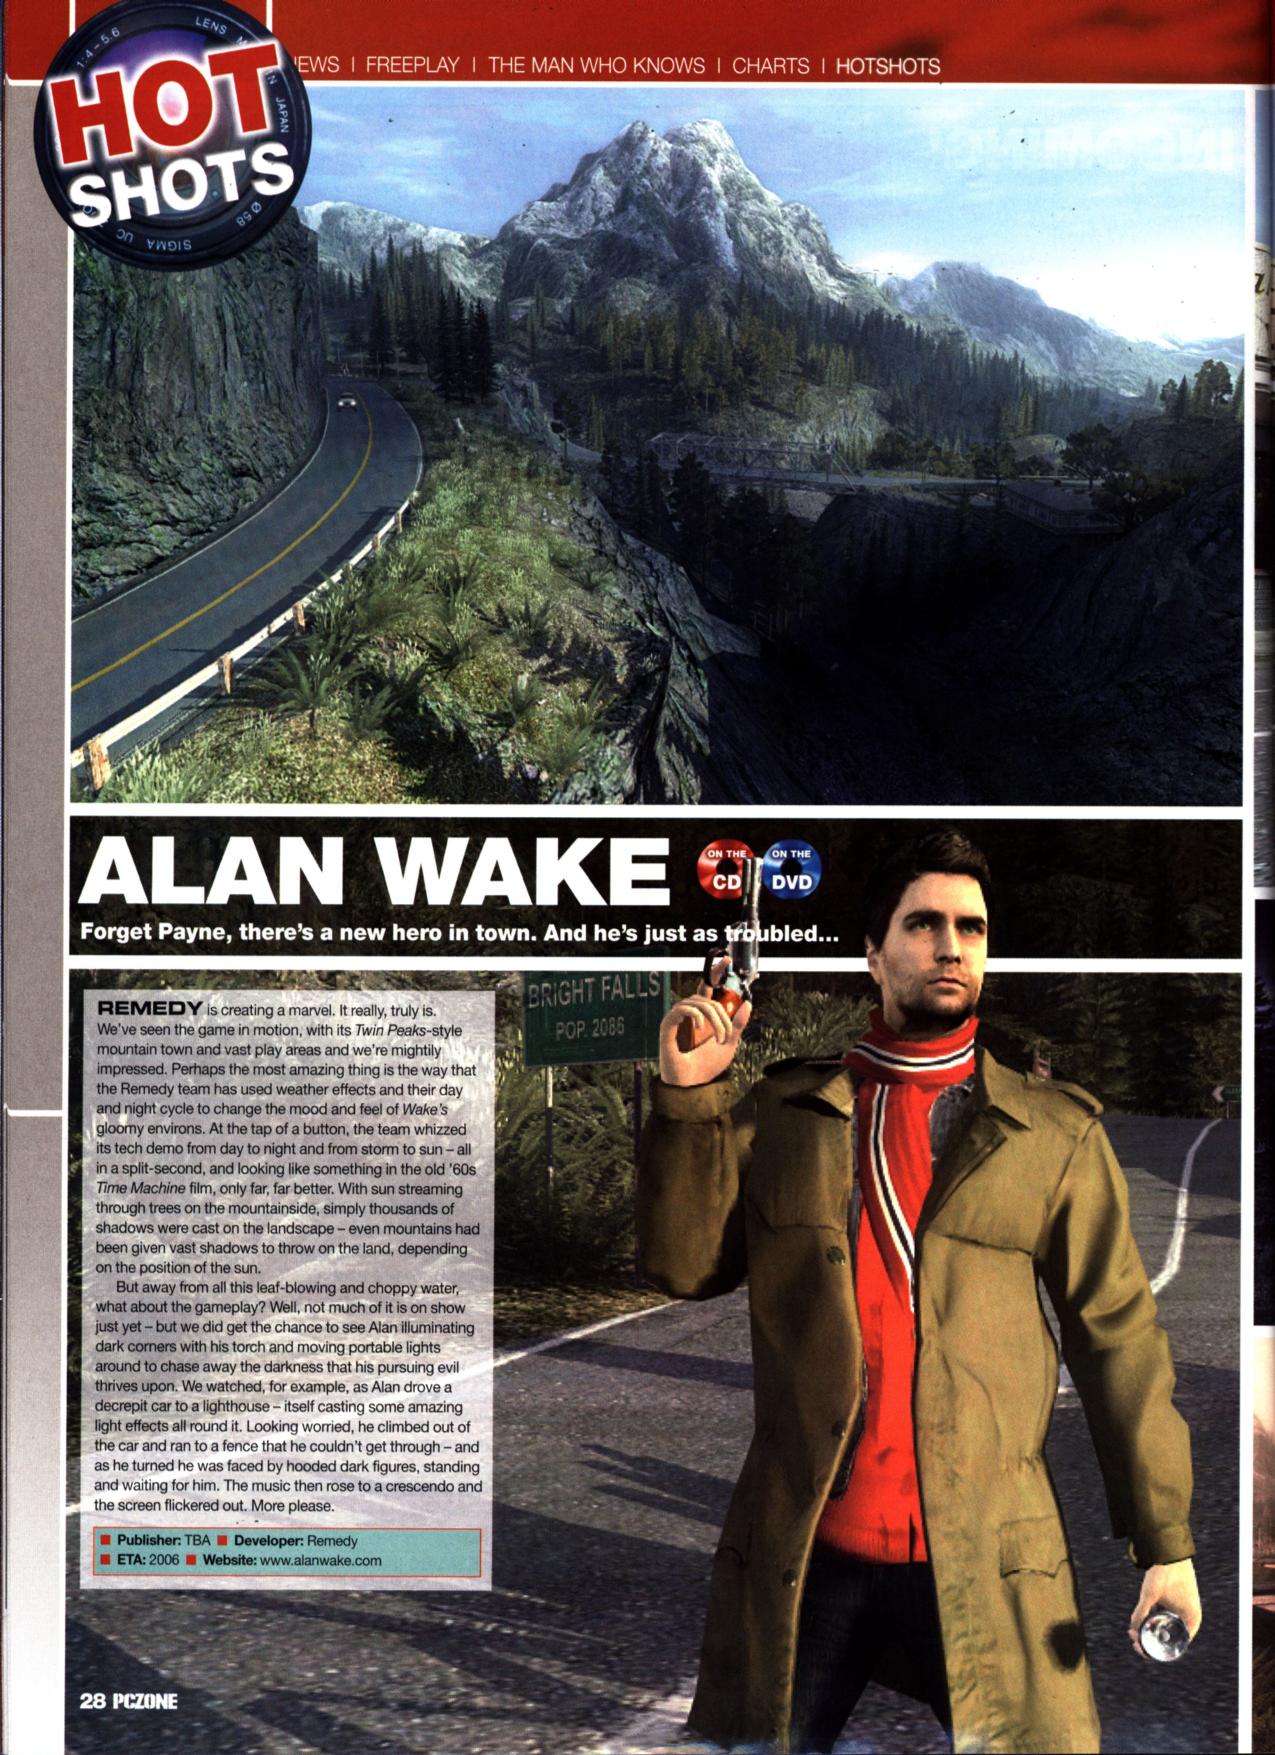 NEWS | FREEPLAY | THE MAN WHO KNOWS | CHARTS | HOTSHOTS
1:4-5.6
LENS
JAPAN
Ø58
SIGMA UC
HOT
SHOTS
ALAN WAKE
ON THE
CD
ON THE
DVD
Forget Payne, there's a new hero in town. And he's just as troubled...
BRIGHT FALLS
POP. 2086
REMEDY is creating a marvel. It really, truly is.
We've seen the game in motion, with its Twin Peaks-style
mountain town and vast play areas and we're mightily
impressed. Perhaps the most amazing thing is the way that
the Remedy team has used weather effects and their day
and night cycle to change the mood and feel of Wake's
gloomy environs. At the tap of a button, the team whizzed
its tech demo from day to night and from storm to sun – all
in a split-second, and looking like something in the old '60s
Time Machine film, only far, far better. With sun streaming
through trees on the mountainside, simply thousands of
shadows were cast on the landscape – even mountains had
been given vast shadows to throw on the land, depending
on the position of the sun.
But away from all this leaf-blowing and choppy water,
what about the gameplay? Well, not much of it is on show
just yet – but we did get the chance to see Alan illuminating
dark corners with his torch and moving portable lights
around to chase away the darkness that his pursuing evil
thrives upon. We watched, for example, as Alan drove a
decrepit car to a lighthouse – itself casting some amazing
light effects all round it. Looking worried, he climbed out of
the car and ran to a fence that he couldn't get through – and
as he turned he was faced by hooded dark figures, standing
and waiting for him. The music then rose to a crescendo and
the screen flickered out. More please.
■ Publisher: TBA ■ Developer: Remedy
■ ETA: 2006 ■ Website: www.alanwake.com
28 PCZONE